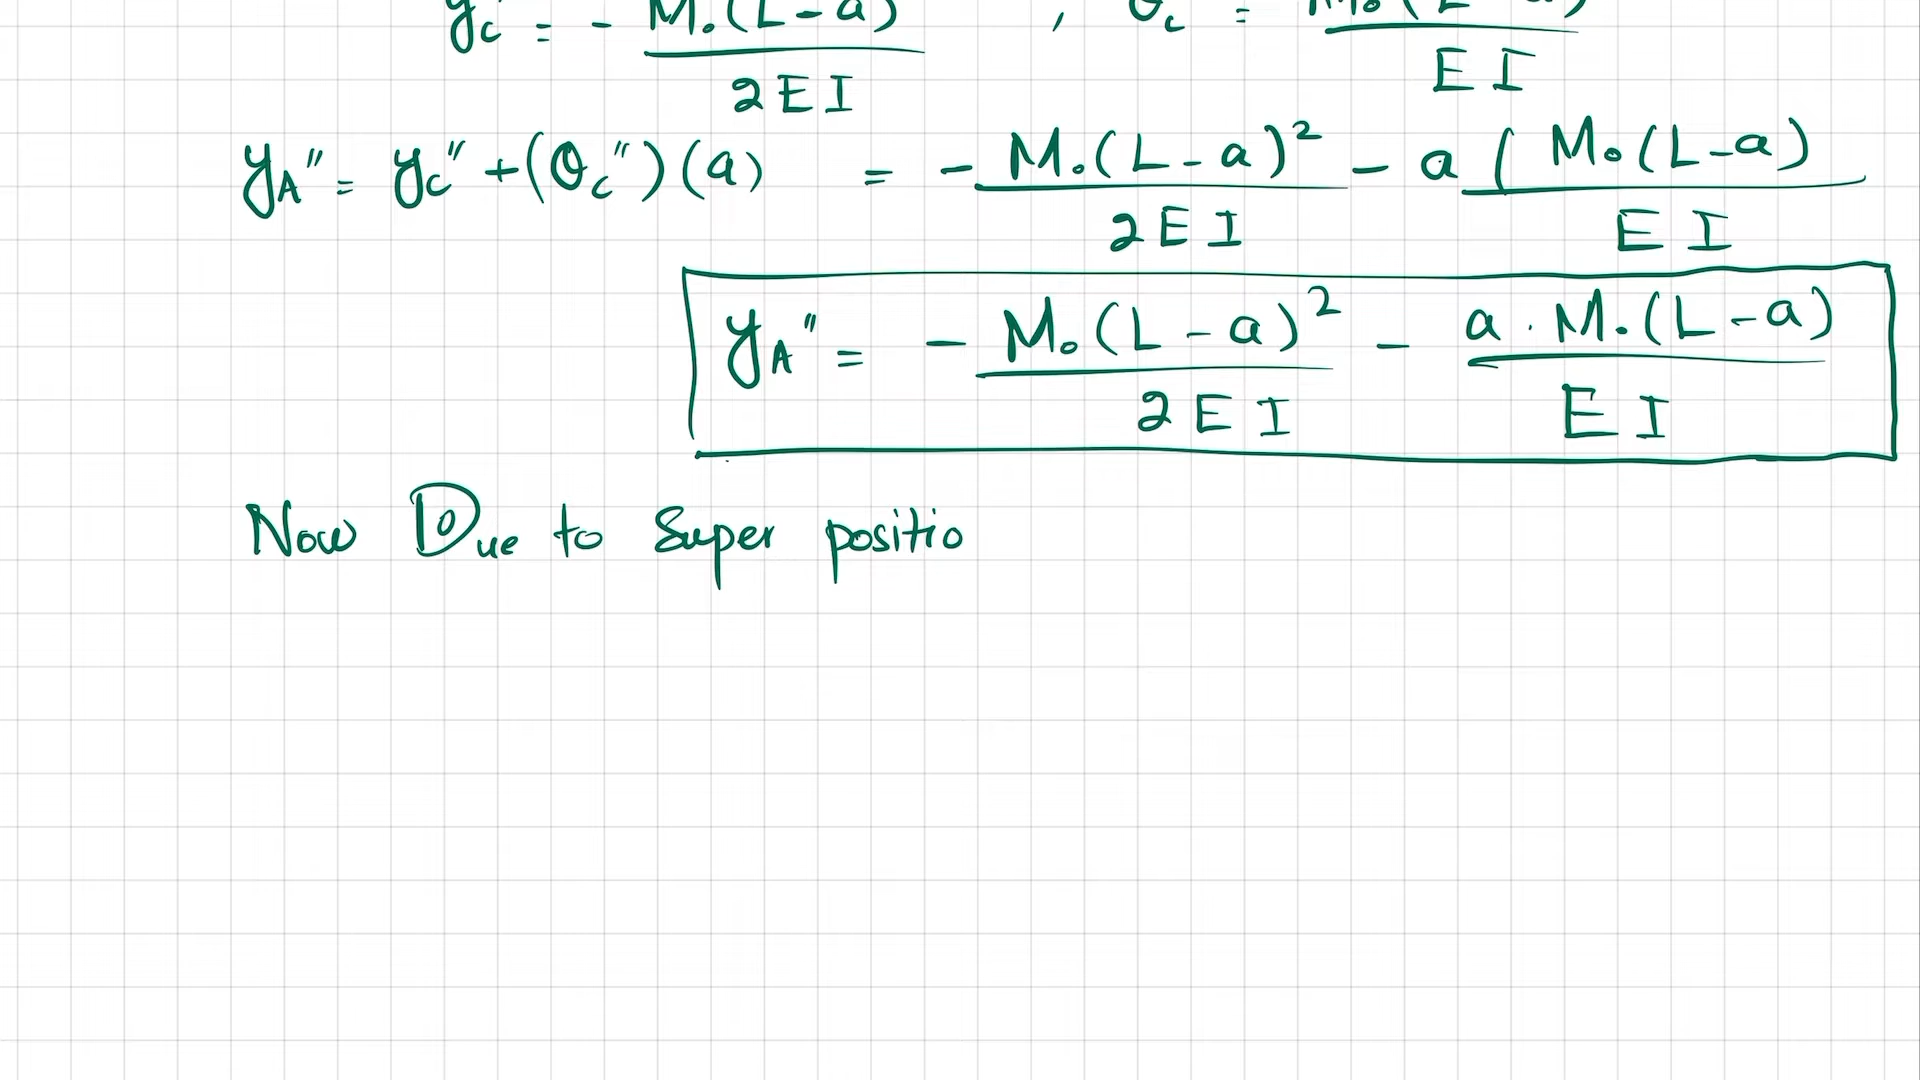 y_C'' = - M₀(L-a) / 2EI , θ_C = M₀(L-a) / EI
y_A'' = y_C'' + (θ_C'')(a) = - M₀(L-a)² / 2EI - a ( M₀(L-a) / EI
y_A'' = - M₀(L-a)² / 2EI - a . M₀(L-a) / EI
Now Due to Super positio